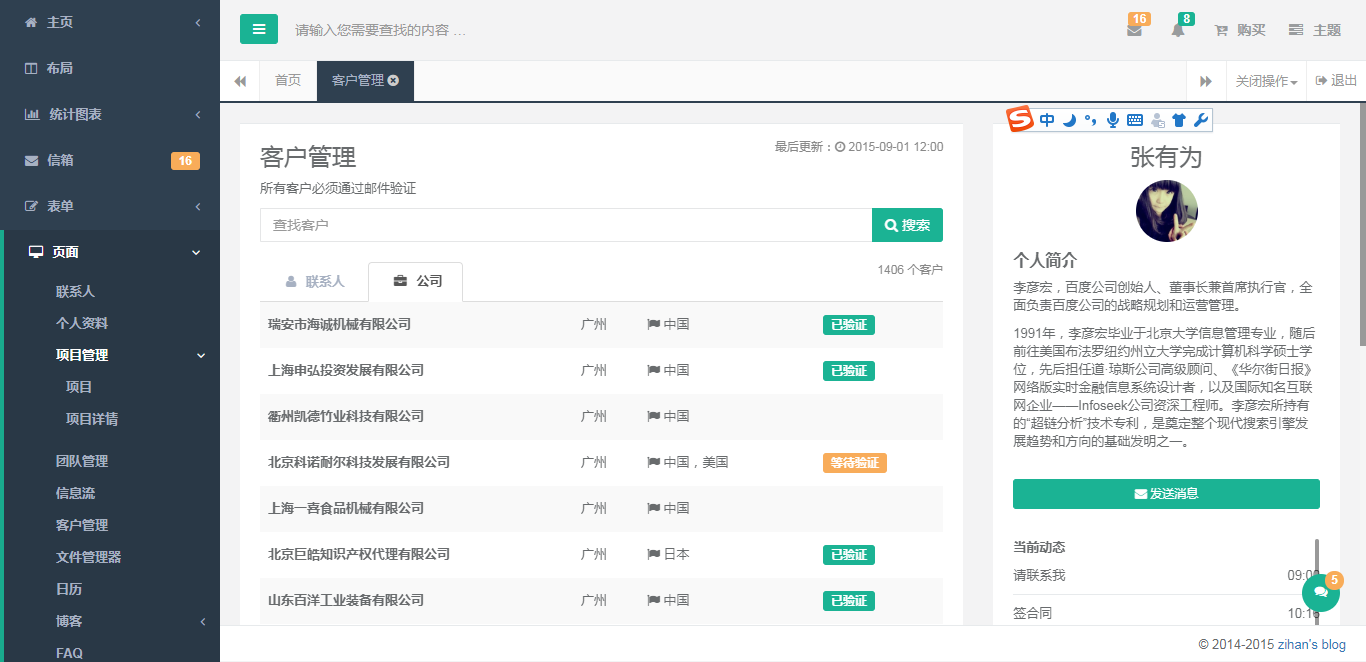 主页
布局
统计图表
信箱 16
表单
页面
联系人
个人资料
项目管理
项目
项目详情
团队管理
信息流
客户管理
文件管理器
日历
博客
FAQ
请输入您需要查找的内容 …
16
8
购买
主题
首页
客户管理
关闭操作
退出
客户管理
最后更新：2015-09-01 12:00
所有客户必须通过邮件验证
查找客户
搜索
联系人
公司
1406 个客户
瑞安市海诚机械有限公司 广州 中国 已验证
上海申弘投资发展有限公司 广州 中国 已验证
衢州凯德竹业科技有限公司 广州 中国
北京科诺耐尔科技发展有限公司 广州 中国，美国 等待验证
上海一喜食品机械有限公司 广州 中国
北京巨皓知识产权代理有限公司 广州 日本 已验证
山东百洋工业装备有限公司 广州 中国 已验证
S 中
张有为
个人简介
李彦宏，百度公司创始人、董事长兼首席执行官，全
面负责百度公司的战略规划和运营管理。
1991年，李彦宏毕业于北京大学信息管理专业，随后
前往美国布法罗纽约州立大学完成计算机科学硕士学
位，先后担任道·琼斯公司高级顾问、《华尔街日报》
网络版实时金融信息系统设计者，以及国际知名互联
网企业——Infoseek公司资深工程师。李彦宏所持有
的“超链分析”技术专利，是奠定整个现代搜索引擎发
展趋势和方向的基础发明之一。
发送消息
当前动态
请联系我 09:00
5
签合同 10:16
© 2014-2015 zihan's blog